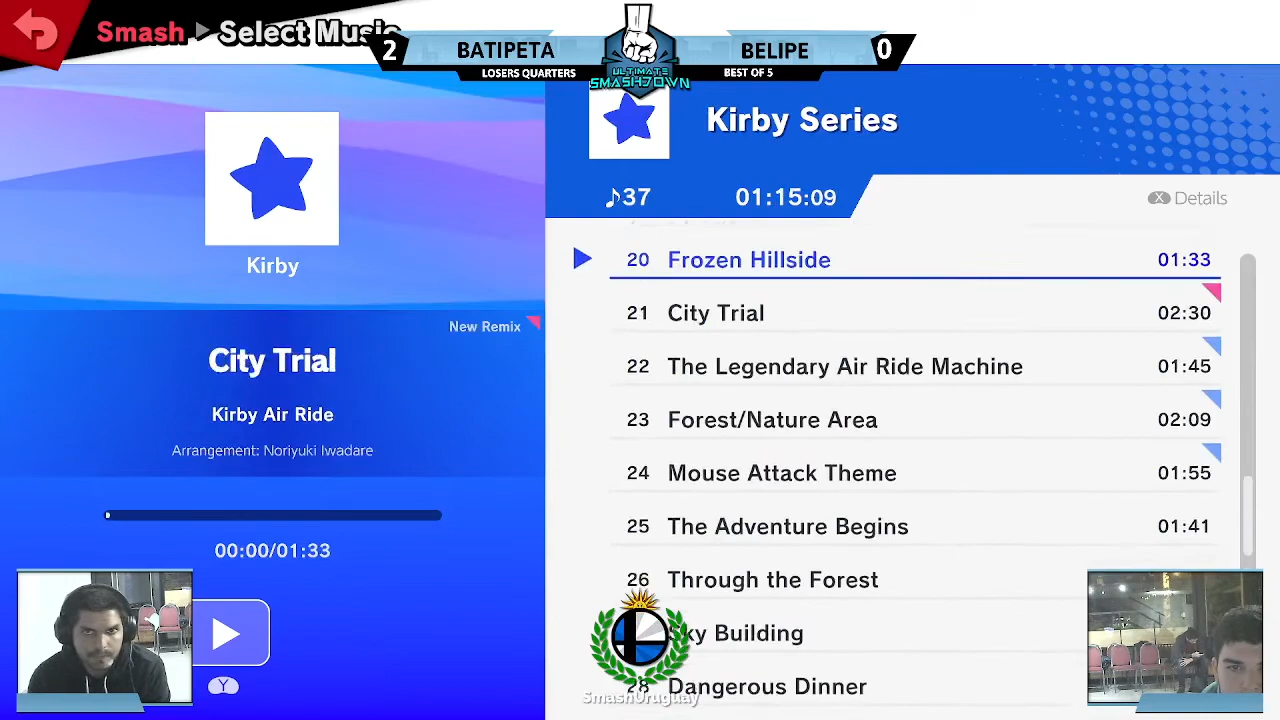 Smash ▶ Select Music
2 BATIPETA
BELIPE 0
LOSERS QUARTERS
BEST OF 5
ULTIMATE
SMASHDOWN
Kirby
New Remix
City Trial
Kirby Air Ride
Arrangement: Noriyuki Iwadare
00:00/01:33
Y
Kirby Series
♪37 01:15:09
X Details
20 Frozen Hillside 01:33
21 City Trial 02:30
22 The Legendary Air Ride Machine 01:45
23 Forest/Nature Area 02:09
24 Mouse Attack Theme 01:55
25 The Adventure Begins 01:41
26 Through the Forest
Sky Building
28 Dangerous Dinner
SmashUruguay